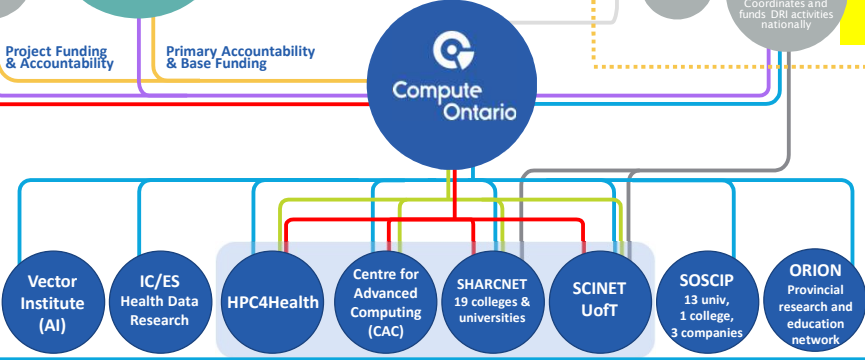 Coordinates and
funds DRI activities
nationally
Project Funding
& Accountability
Primary Accountability
& Base Funding
Compute
Ontario
Vector
Institute
(AI)
IC/ES
Health Data
Research
HPC4Health
Centre for
Advanced
Computing
(CAC)
SHARCNET
19 colleges &
universities
SCINET
UofT
SOSCIP
13 univ,
1 college,
3 companies
ORION
Provincial
research and
education
network